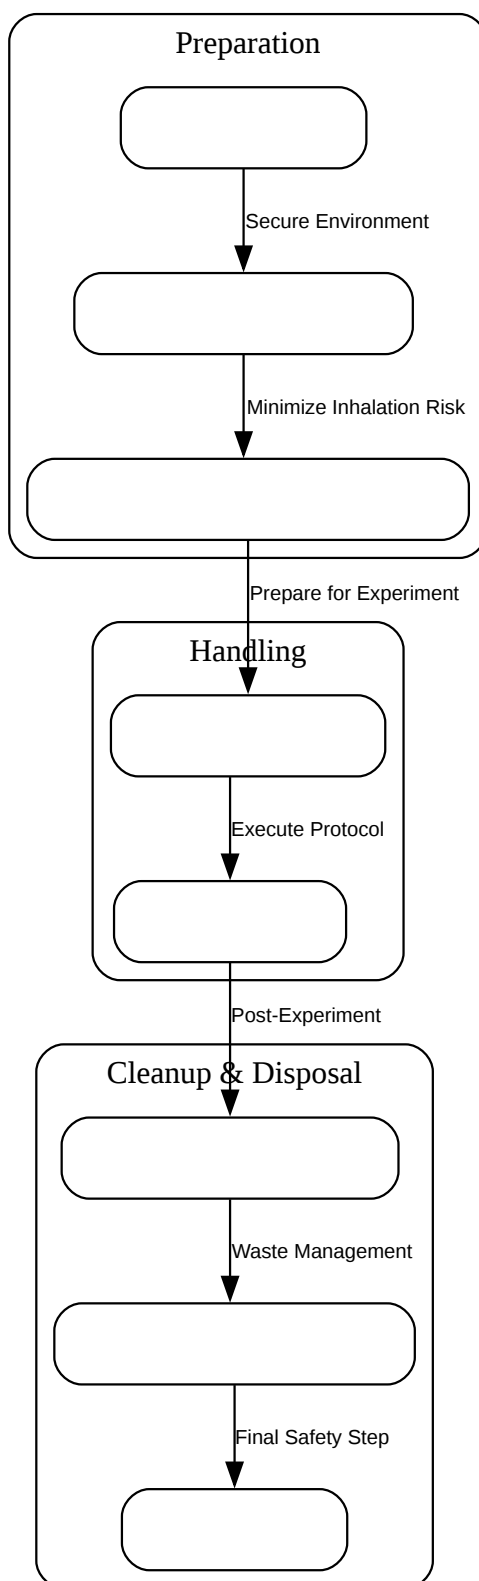 Preparation
Secure Environment
Minimize Inhalation Risk
Prepare for Experiment
Handling
Execute Protocol
Post-Experiment
Cleanup & Disposal
Waste Management
Final Safety Step